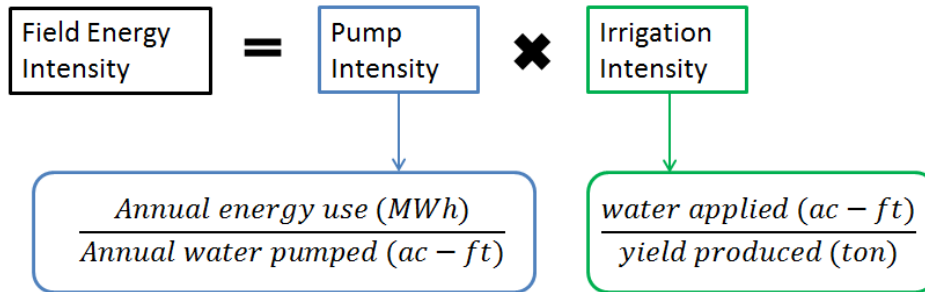 Field Energy
Intensity
=
Pump
Intensity
✖
Irrigation
Intensity
Annual energy use (MWh)
Annual water pumped (ac − ft)
water applied (ac − ft)
yield produced (ton)